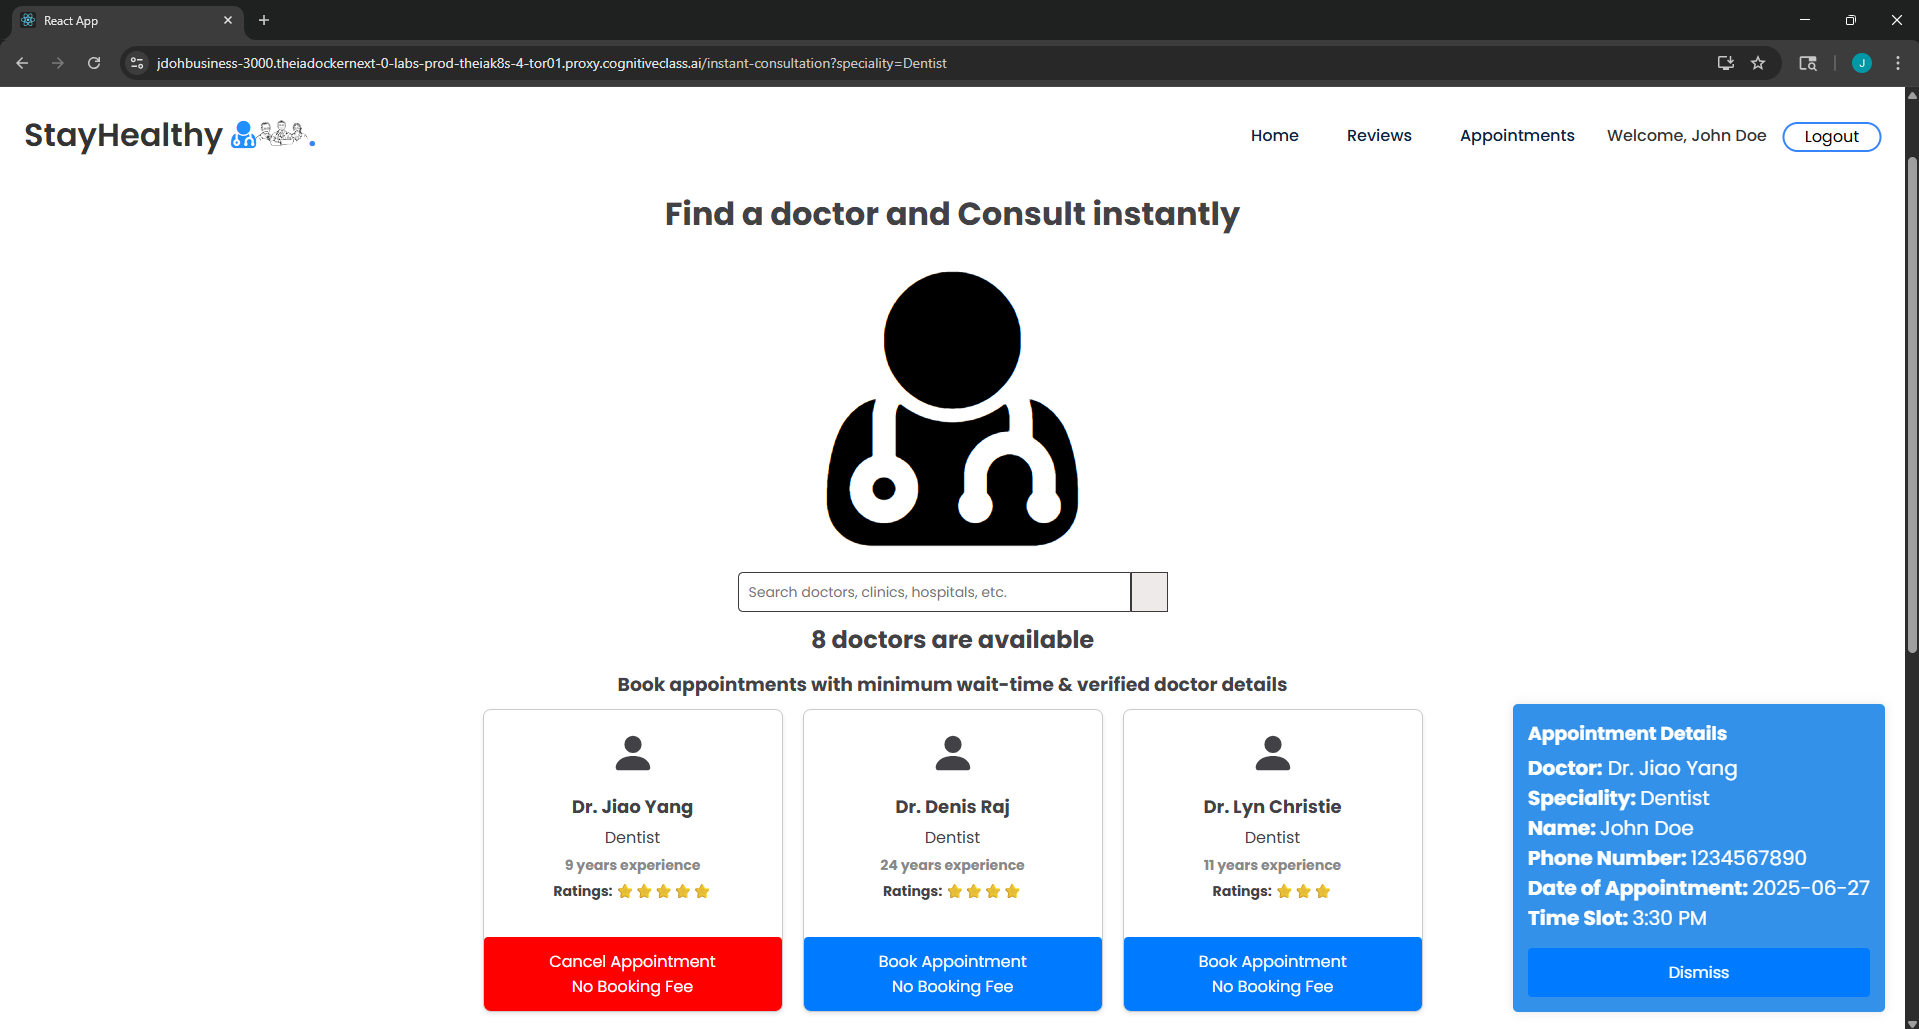 React App
jdohbusiness-3000.theiadockernext-0-labs-prod-theiak8s-4-tor01.proxy.cognitiveclass.ai/instant-consultation?speciality=Dentist
J
StayHealthy
Home Reviews Appointments Welcome, John Doe Logout
Find a doctor and Consult instantly
Search doctors, clinics, hospitals, etc.
8 doctors are available
Book appointments with minimum wait-time & verified doctor details
Dr. Jiao Yang
Dentist
9 years experience
Ratings:
Cancel Appointment
No Booking Fee
Dr. Denis Raj
Dentist
24 years experience
Ratings:
Book Appointment
No Booking Fee
Dr. Lyn Christie
Dentist
11 years experience
Ratings:
Book Appointment
No Booking Fee
Appointment Details
Doctor: Dr. Jiao Yang
Speciality: Dentist
Name: John Doe
Phone Number: 1234567890
Date of Appointment: 2025-06-27
Time Slot: 3:30 PM
Dismiss